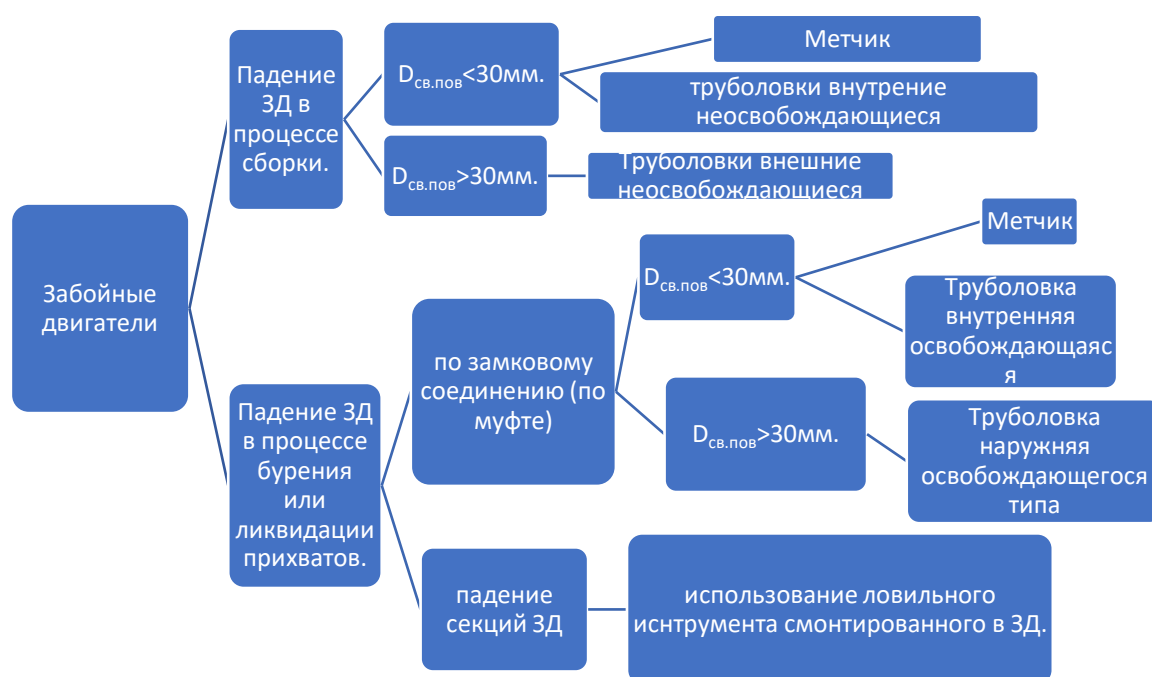 Забойные
двигатели
Падение
ЗД в
процессе
сборки.
Dсв.пов<30мм.
Метчик
труболовки внутрение
неосвобождающиеся
Dсв.пов>30мм.
Труболовки внешние
неосвобождающиеся
Падение ЗД
в процессе
бурения
или
ликвидации
прихватов.
по замковому
соединению (по
муфте)
Dсв.пов<30мм.
Метчик
Труболовка
внутренняя
освобождающаяс
я
Dсв.пов>30мм.
Труболовка
наружняя
освобождающегося
типа
падение
секций ЗД
использование ловильного
иснтрумента смонтированного в ЗД.